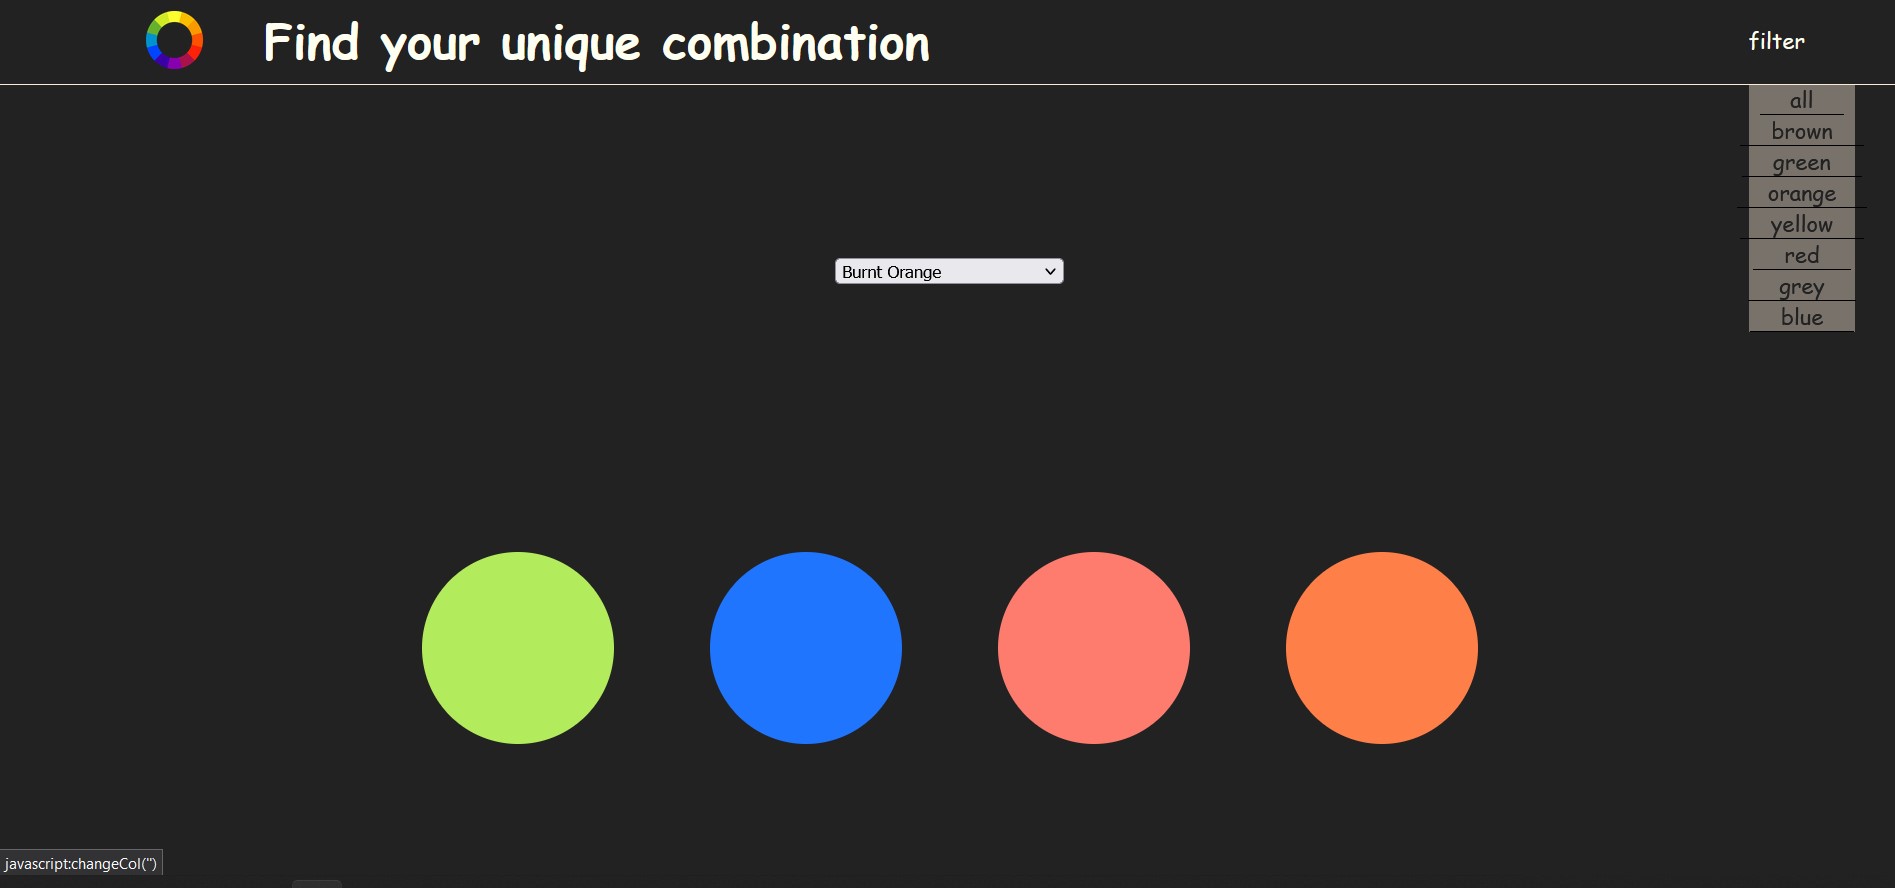 Find your unique combination
filter
all
brown
green
orange
yellow
red
grey
blue
Burnt Orange
javascript:changeCol('')